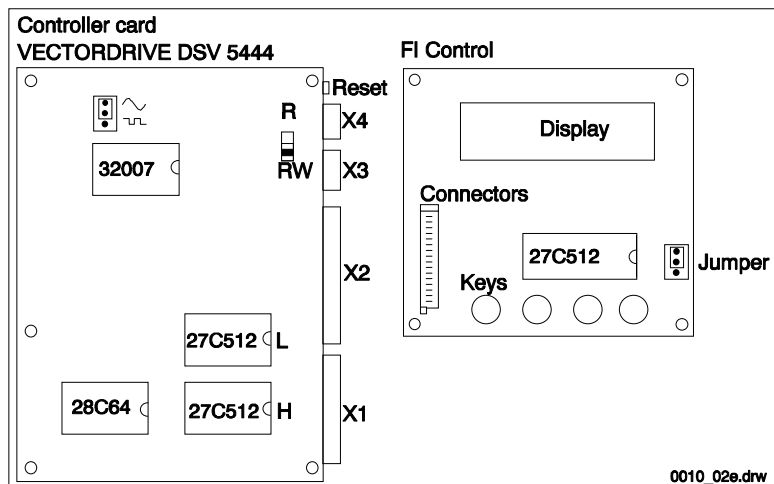 Controller card
VECTORDRIVE DSV 5444
Reset
R
X4
32007
RW
X3
X2
27C512 L
28C64
27C512 H
X1
FI Control
Display
Connectors
27C512
Jumper
Keys
0010_02e.drw